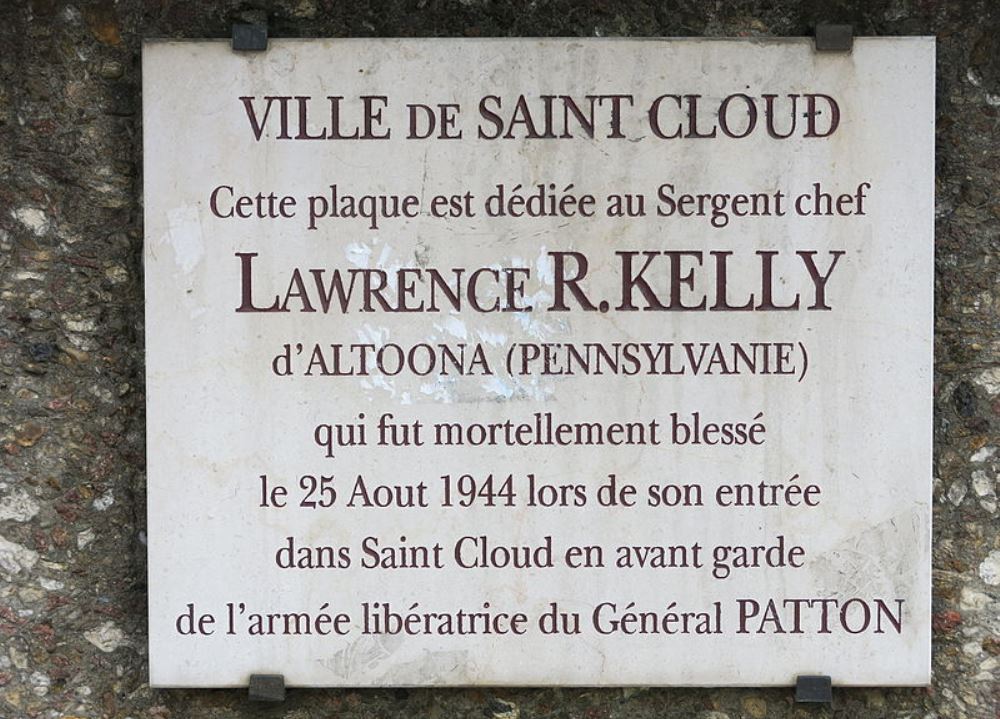 VILLE DE SAINT CLOUD
Cette plaque est dédiée au Sergent chef
LAWRENCE R.KELLY
d'ALTOONA (PENNSYLVANIE)
qui fut mortellement blessé
le 25 Aout 1944 lors de son entrée
dans Saint Cloud en avant garde
de l'armée libératrice du Général PATTON